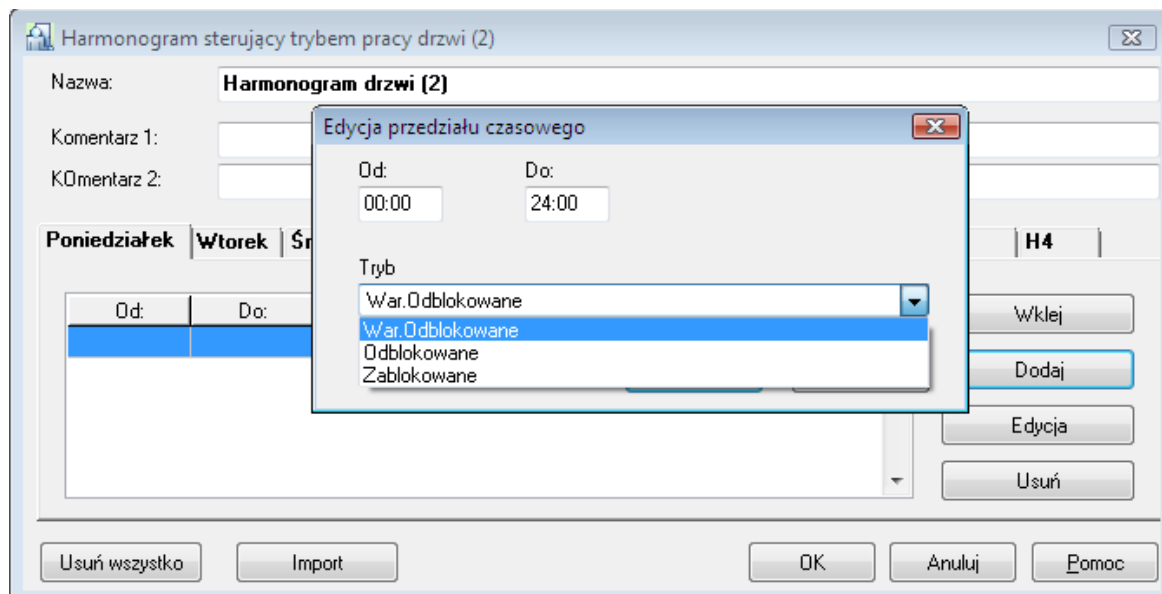 Harmonogram sterujący trybem pracy drzwi (2)
Nazwa: Harmonogram drzwi (2)
Edycja przedziału czasowego
Komentarz 1:
KOmentarz 2:
Od: Do:
00:00 24:00
Poniedziałek Wtorek Śr H4
Tryb
War.Odblokowane
War.Odblokowane
Odblokowane
Zablokowane
Od: Do:
Wklej
Dodaj
Edycja
Usuń
Usuń wszystko Import OK Anuluj Pomoc